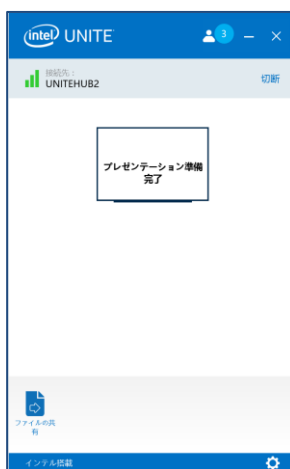 intel UNITE
3
接続先：
UNITEHUB2
切断
プレゼンテーション準備
完了
ファイルの共
有
インテル搭載